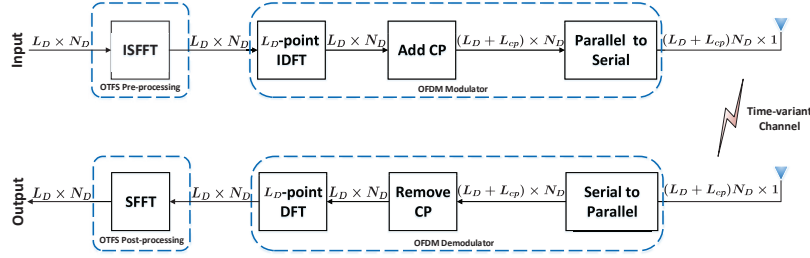 Input
L_D × N_D
ISFFT
OTFS Pre-processing
L_D × N_D
L_D-point
IDFT
L_D × N_D
Add CP
(L_D + L_cp) × N_D
Parallel to
Serial
OFDM Modulator
(L_D + L_cp)N_D × 1
Time-variant
Channel
Output
L_D × N_D
SFFT
OTFS Post-processing
L_D × N_D
L_D-point
DFT
L_D × N_D
Remove
CP
(L_D + L_cp) × N_D
Serial to
Parallel
OFDM Demodulator
(L_D + L_cp)N_D × 1